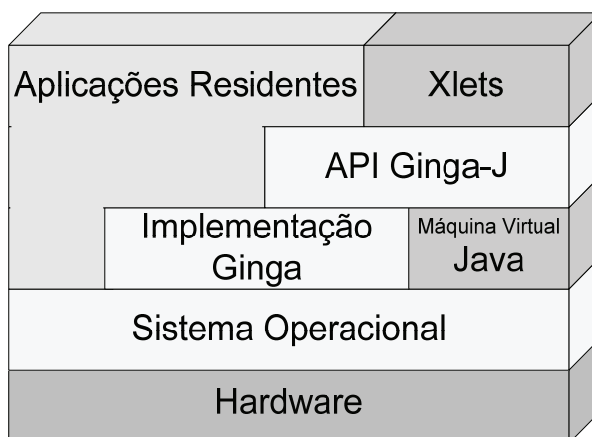 Aplicações Residentes
Xlets
API Ginga-J
Implementação
Ginga
Máquina Virtual
Java
Sistema Operacional
Hardware